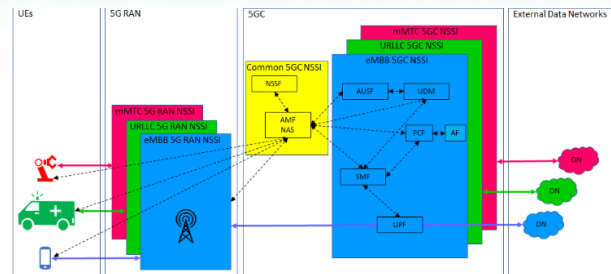 UEs
5G RAN
5GC
External Data Networks
mMTC 5GC NSSI
URLLC 5GC NSSI
eMBB 5GC NSSI
Common 5GC NSSI
NSSF
AUSF
UDM
mMTC 5G RAN NSSI
URLLC 5G RAN NSSI
eMBB 5G RAN NSSI
AMF
NAS
PCF
AF
DN
SMF
DN
UPF
DN